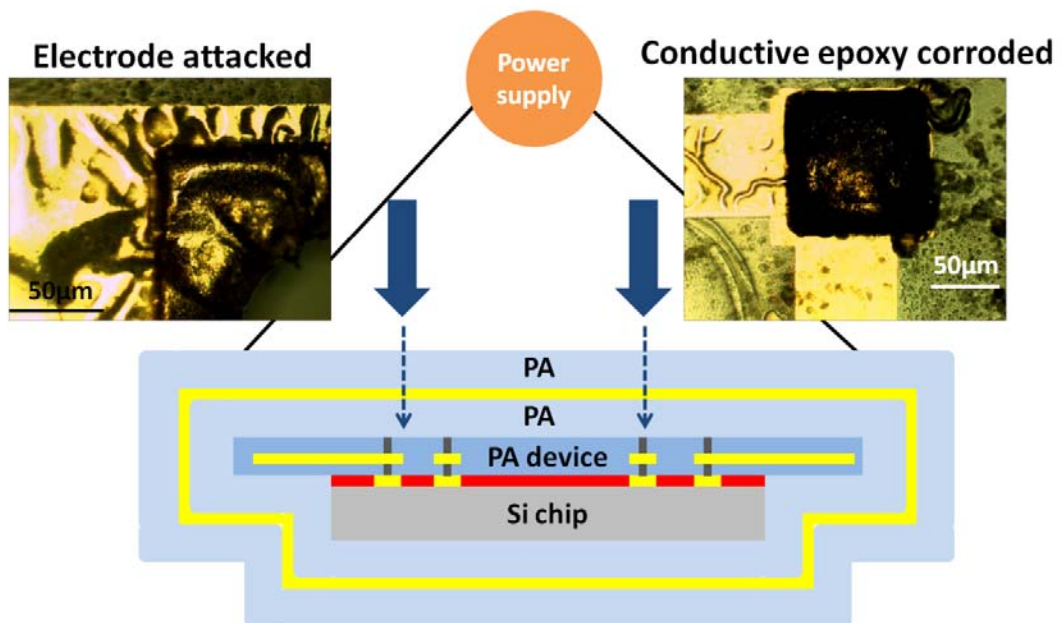 Electrode attacked
Power
supply
Conductive epoxy corroded
50μm
50μm
PA
PA
PA device
Si chip